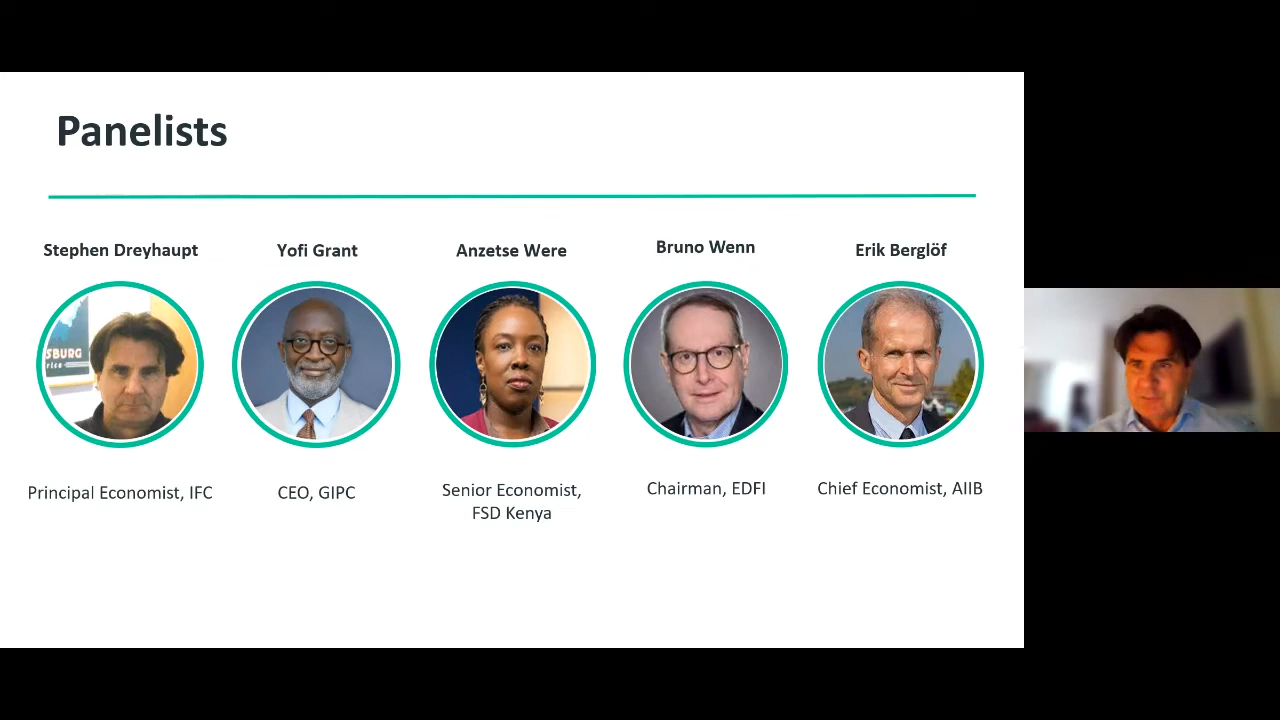 Panelists
Stephen Dreyhaupt
Yofi Grant
Anzetse Were
Bruno Wenn
Erik Berglöf
SBURG
Principal Economist, IFC
CEO, GIPC
Senior Economist,
FSD Kenya
Chairman, EDFI
Chief Economist, AIIB